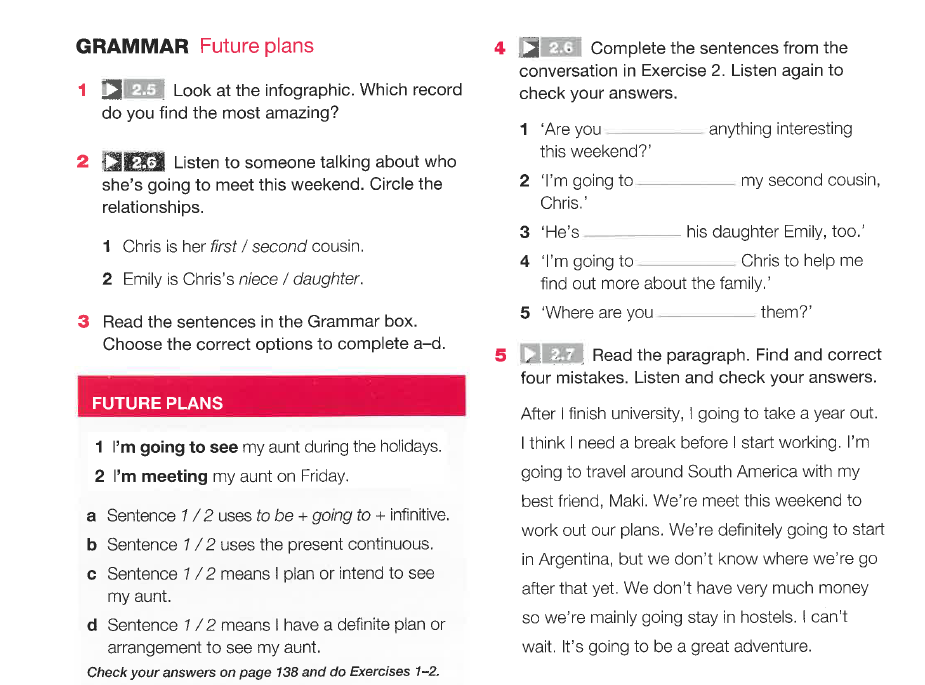 GRAMMAR Future plans
1 2.5 Look at the infographic. Which record
do you find the most amazing?
2 2.6 Listen to someone talking about who
she's going to meet this weekend. Circle the
relationships.
1 Chris is her first / second cousin.
2 Emily is Chris's niece / daughter.
3 Read the sentences in the Grammar box.
Choose the correct options to complete a–d.
FUTURE PLANS
1 I'm going to see my aunt during the holidays.
2 I'm meeting my aunt on Friday.
a Sentence 1 / 2 uses to be + going to + infinitive.
b Sentence 1 / 2 uses the present continuous.
c Sentence 1 / 2 means I plan or intend to see
my aunt.
d Sentence 1 / 2 means I have a definite plan or
arrangement to see my aunt.
Check your answers on page 138 and do Exercises 1–2.
4 2.6 Complete the sentences from the
conversation in Exercise 2. Listen again to
check your answers.
1 'Are you __________ anything interesting
this weekend?'
2 'I'm going to __________ my second cousin,
Chris.'
3 'He's __________ his daughter Emily, too.'
4 'I'm going to __________ Chris to help me
find out more about the family.'
5 'Where are you __________ them?'
5 2.7 Read the paragraph. Find and correct
four mistakes. Listen and check your answers.
After I finish university, I going to take a year out.
I think I need a break before I start working. I'm
going to travel around South America with my
best friend, Maki. We're meet this weekend to
work out our plans. We're definitely going to start
in Argentina, but we don't know where we're go
after that yet. We don't have very much money
so we're mainly going stay in hostels. I can't
wait. It's going to be a great adventure.